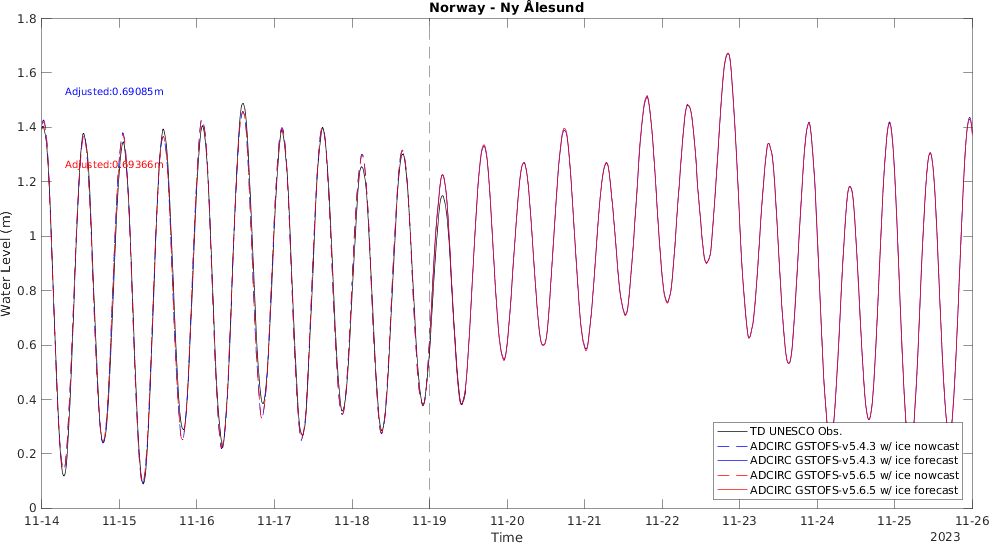 Norway - Ny Ålesund
1.8
1.6
1.4
1.2
1
0.8
0.6
0.4
0.2
0
Water Level (m)
Adjusted:0.69085m
Adjusted:0.69366m
TD UNESCO Obs.
ADCIRC GSTOFS-v5.4.3 w/ ice nowcast
ADCIRC GSTOFS-v5.4.3 w/ ice forecast
ADCIRC GSTOFS-v5.6.5 w/ ice nowcast
ADCIRC GSTOFS-v5.6.5 w/ ice forecast
11-14 11-15 11-16 11-17 11-18 11-19 11-20 11-21 11-22 11-23 11-24 11-25 11-26
Time
2023